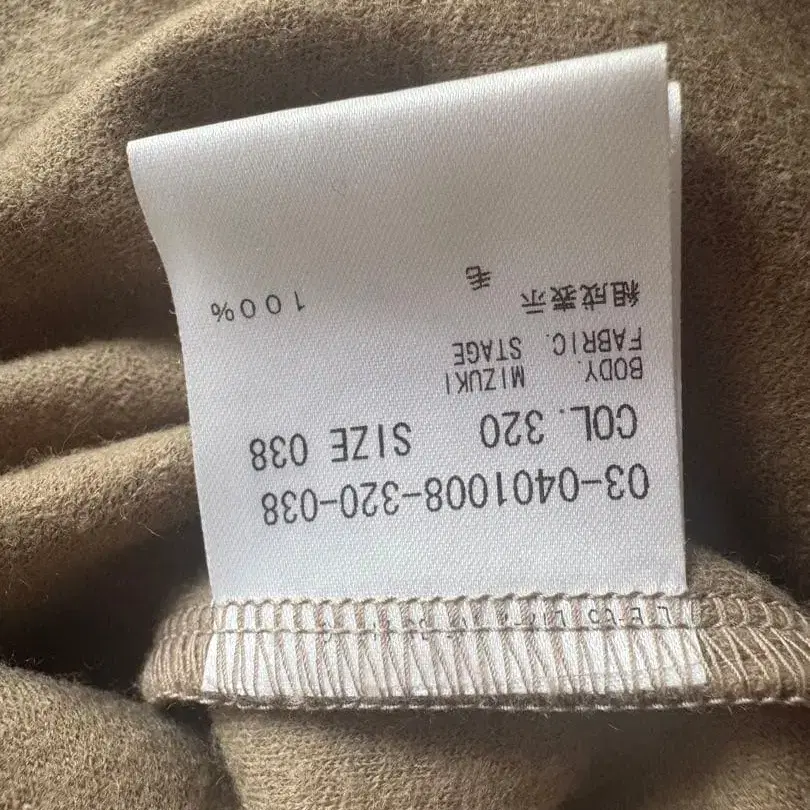 03-0401008-320-038
COL. 320 SIZE 038
BODY. MIZUKI
FABRIC. STAGE
組成表示
毛 100%